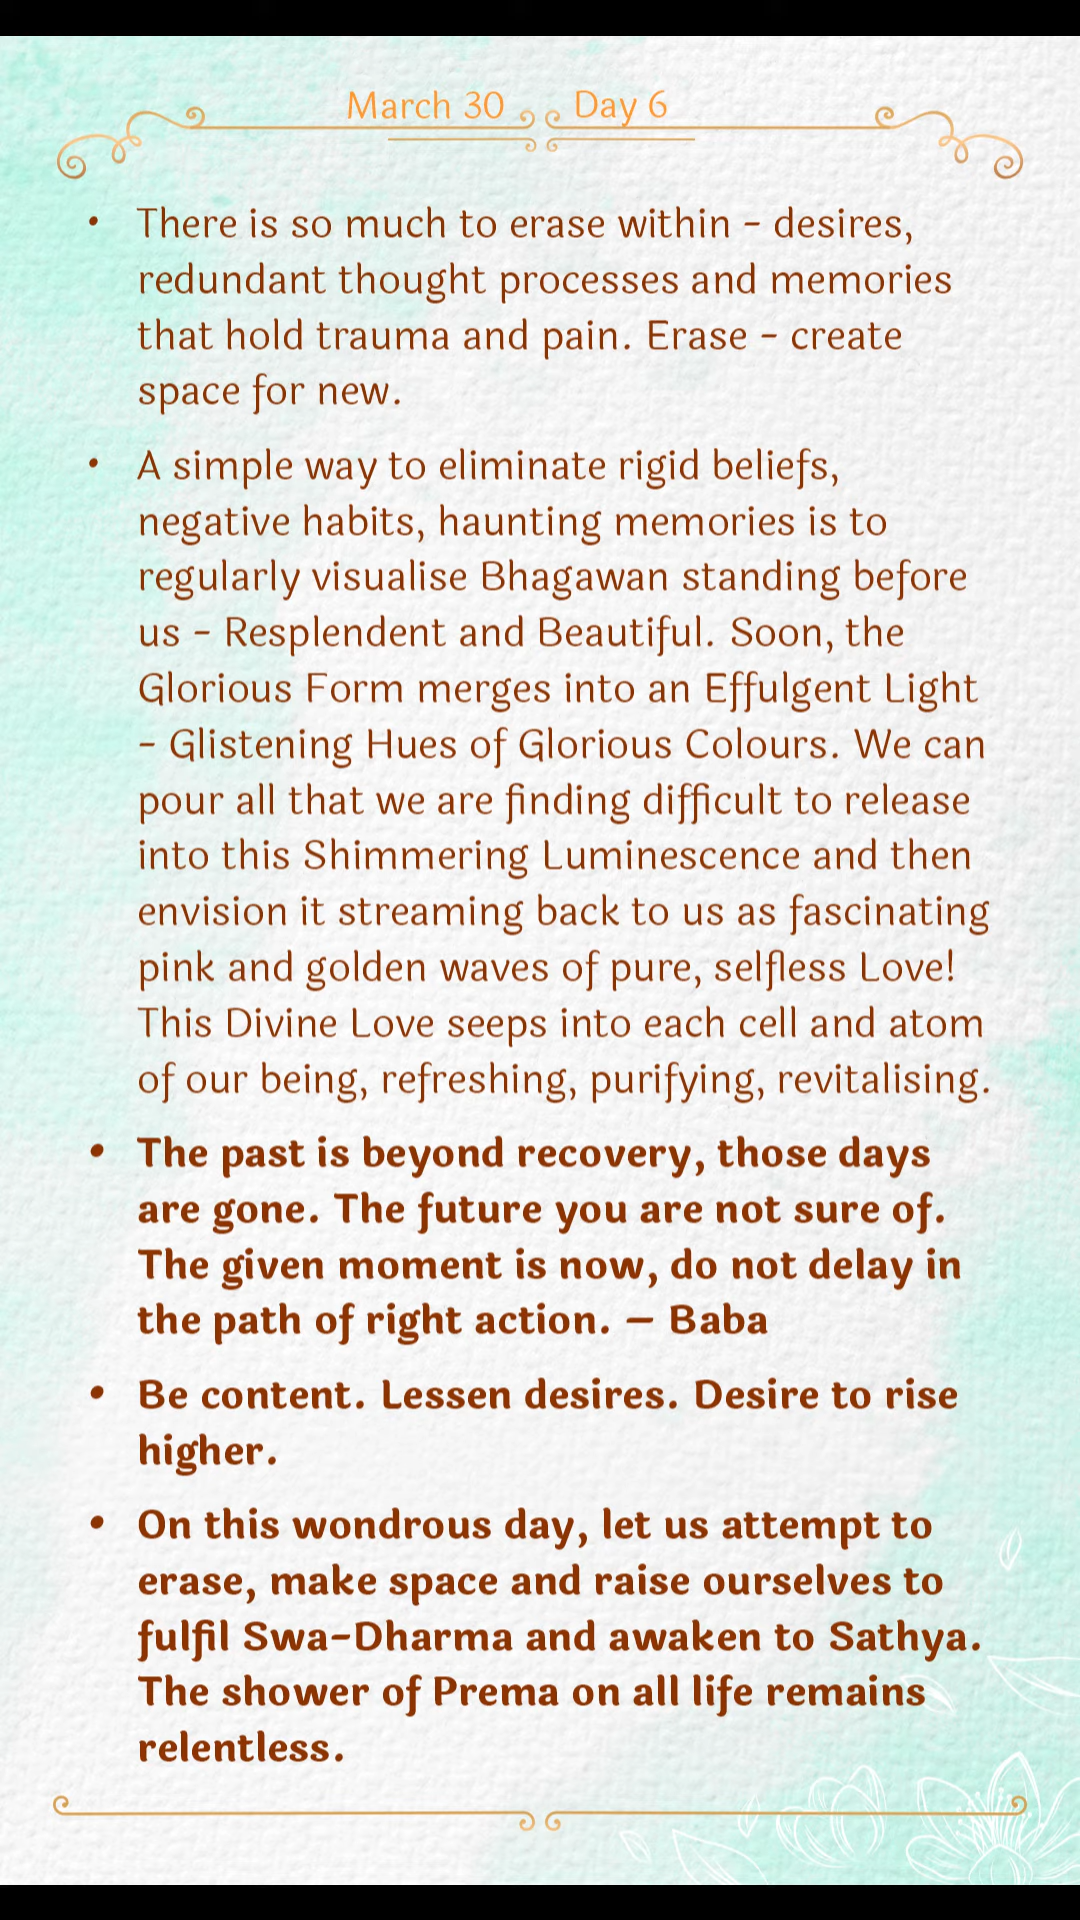 March 30 Day 6
• There is so much to erase within – desires,
redundant thought processes and memories
that hold trauma and pain. Erase – create
space for new.
• A simple way to eliminate rigid beliefs,
negative habits, haunting memories is to
regularly visualise Bhagawan standing before
us – Resplendent and Beautiful. Soon, the
Glorious Form merges into an Effulgent Light
– Glistening Hues of Glorious Colours. We can
pour all that we are finding difficult to release
into this Shimmering Luminescence and then
envision it streaming back to us as fascinating
pink and golden waves of pure, selfless Love!
This Divine Love seeps into each cell and atom
of our being, refreshing, purifying, revitalising.
• The past is beyond recovery, those days
are gone. The future you are not sure of.
The given moment is now, do not delay in
the path of right action. — Baba
• Be content. Lessen desires. Desire to rise
higher.
• On this wondrous day, let us attempt to
erase, make space and raise ourselves to
fulfil Swa–Dharma and awaken to Sathya.
The shower of Prema on all life remains
relentless.